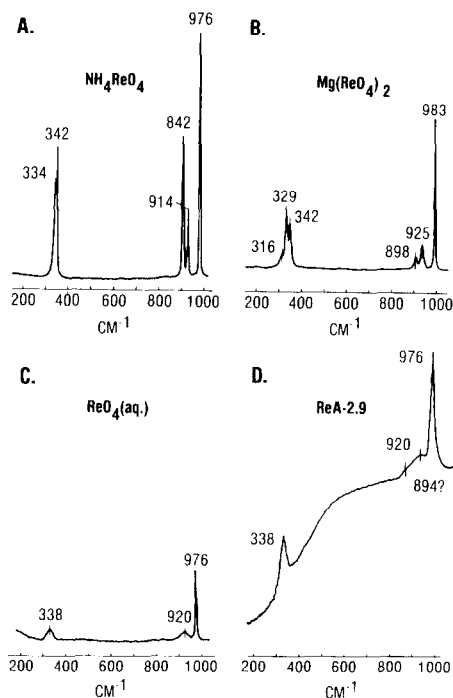 A.
NH4ReO4
976
842
342
334
914
200 400 600 800 1000
CM-1
B.
Mg(ReO4) 2
983
329
342
316
925
898
200 400 600 800 1000
CM-1
C.
ReO4(aq.)
976
338
920
200 400 600 800 1000
CM-1
D.
ReA-2.9
976
920
894?
338
200 400 600 800 1000
CM-1